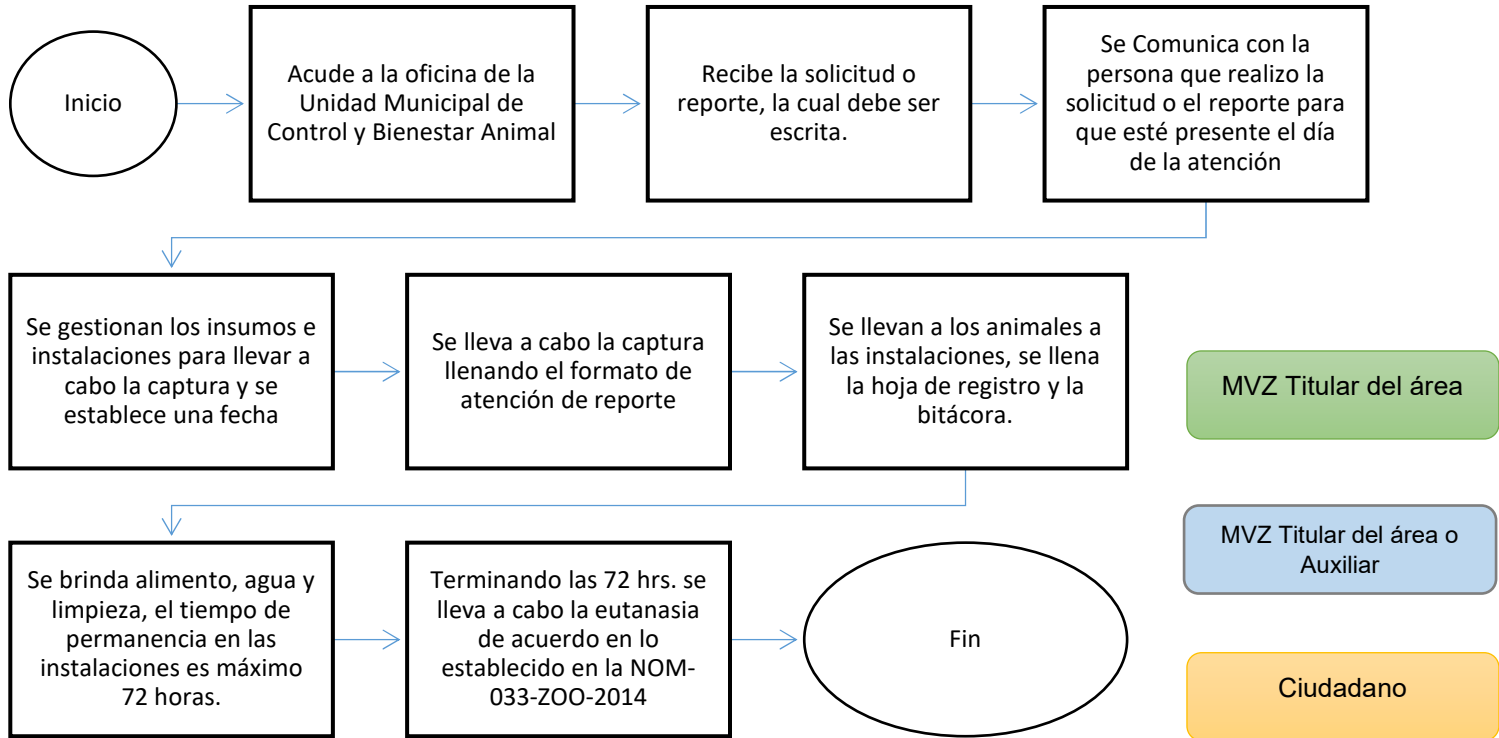 Inicio
Acude a la oficina de la
Unidad Municipal de
Control y Bienestar Animal
Recibe la solicitud o
reporte, la cual debe ser
escrita.
Se Comunica con la
persona que realizo la
solicitud o el reporte para
que esté presente el día
de la atención
Se gestionan los insumos e
instalaciones para llevar a
cabo la captura y se
establece una fecha
Se lleva a cabo la captura
llenando el formato de
atención de reporte
Se llevan a los animales a
las instalaciones, se llena
la hoja de registro y la
bitácora.
MVZ Titular del área
MVZ Titular del área o
Auxiliar
Se brinda alimento, agua y
limpieza, el tiempo de
permanencia en las
instalaciones es máximo
72 horas.
Terminando las 72 hrs. se
lleva a cabo la eutanasia
de acuerdo en lo
establecido en la NOM-
033-ZOO-2014
Fin
Ciudadano